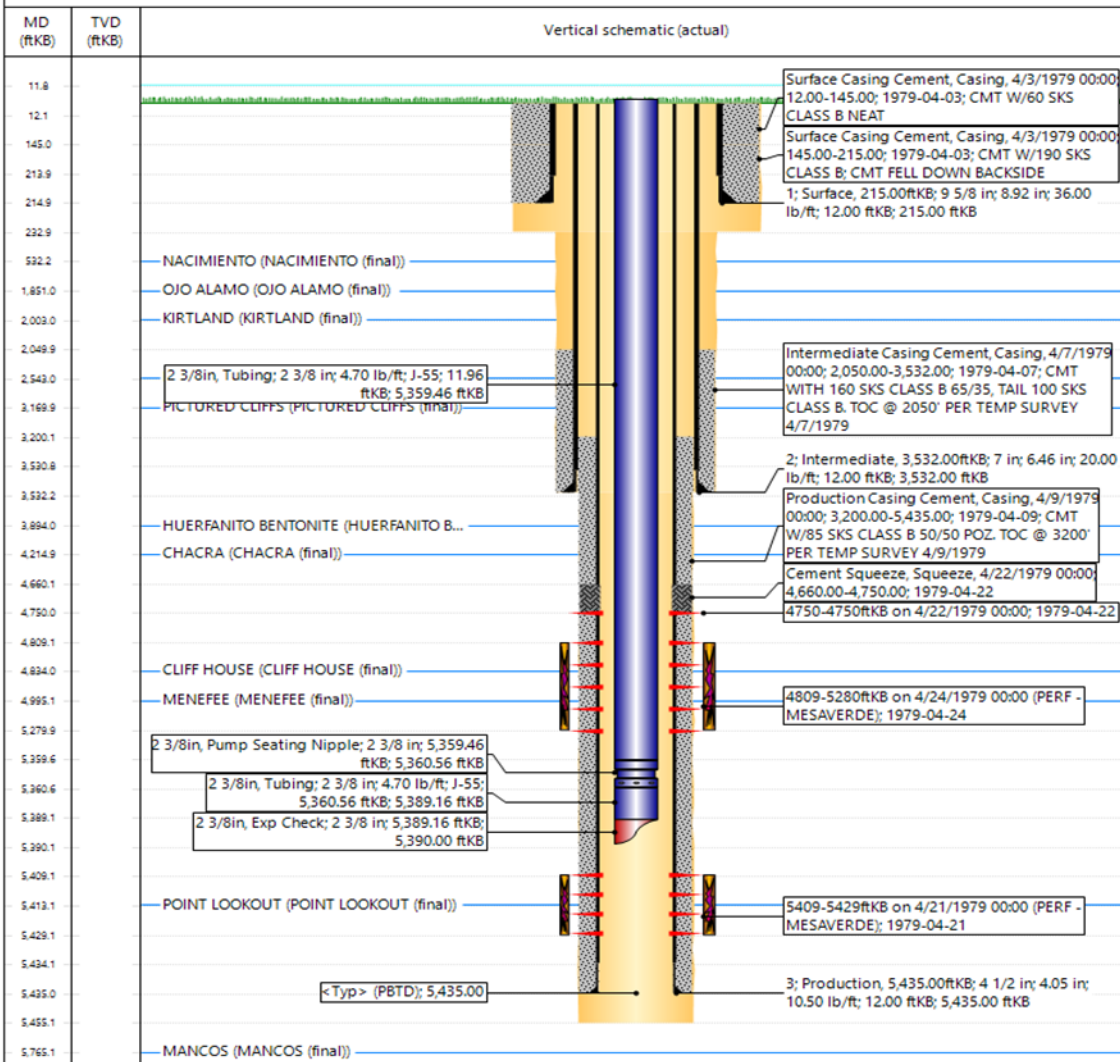 MD
(ftKB)
TVD
(ftKB)
Vertical schematic (actual)
11.8
12.1
145.0
213.9
214.9
232.9
532.2
1,851.0
2,003.0
2,049.9
2,543.0
3,169.9
3,200.1
3,530.8
3,532.2
3,894.0
4,214.9
4,660.1
4,750.0
4,809.1
4,834.0
4,995.1
5,279.9
5,359.6
5,360.6
5,389.1
5,390.1
5,409.1
5,413.1
5,429.1
5,434.1
5,435.0
5,455.1
5,765.1
NACIMIENTO (NACIMIENTO (final))
OJO ALAMO (OJO ALAMO (final))
KIRTLAND (KIRTLAND (final))
2 3/8in, Tubing; 2 3/8 in; 4.70 lb/ft; J-55; 11.96
ftKB; 5,359.46 ftKB
PICTURED CLIFFS (PICTURED CLIFFS (final))
HUERFANITO BENTONITE (HUERFANITO B...
CHACRA (CHACRA (final))
CLIFF HOUSE (CLIFF HOUSE (final))
MENEFEE (MENEFEE (final))
2 3/8in, Pump Seating Nipple; 2 3/8 in; 5,359.46
ftKB; 5,360.56 ftKB
2 3/8in, Tubing; 2 3/8 in; 4.70 lb/ft; J-55;
5,360.56 ftKB; 5,389.16 ftKB
2 3/8in, Exp Check; 2 3/8 in; 5,389.16 ftKB;
5,390.00 ftKB
POINT LOOKOUT (POINT LOOKOUT (final))
<Typ> (PBTD); 5,435.00
MANCOS (MANCOS (final))
Surface Casing Cement, Casing, 4/3/1979 00:00;
12.00-145.00; 1979-04-03; CMT W/60 SKS
CLASS B NEAT
Surface Casing Cement, Casing, 4/3/1979 00:00;
145.00-215.00; 1979-04-03; CMT W/190 SKS
CLASS B; CMT FELL DOWN BACKSIDE
1; Surface, 215.00ftKB; 9 5/8 in; 8.92 in; 36.00
lb/ft; 12.00 ftKB; 215.00 ftKB
Intermediate Casing Cement, Casing, 4/7/1979
00:00; 2,050.00-3,532.00; 1979-04-07; CMT
WITH 160 SKS CLASS B 65/35, TAIL 100 SKS
CLASS B. TOC @ 2050' PER TEMP SURVEY
4/7/1979
2; Intermediate, 3,532.00ftKB; 7 in; 6.46 in; 20.00
lb/ft; 12.00 ftKB; 3,532.00 ftKB
Production Casing Cement, Casing, 4/9/1979
00:00; 3,200.00-5,435.00; 1979-04-09; CMT
W/85 SKS CLASS B 50/50 POZ. TOC @ 3200'
PER TEMP SURVEY 4/9/1979
Cement Squeeze, Squeeze, 4/22/1979 00:00;
4,660.00-4,750.00; 1979-04-22
4750-4750ftKB on 4/22/1979 00:00; 1979-04-22
4809-5280ftKB on 4/24/1979 00:00 (PERF -
MESAVERDE); 1979-04-24
5409-5429ftKB on 4/21/1979 00:00 (PERF -
MESAVERDE); 1979-04-21
3; Production, 5,435.00ftKB; 4 1/2 in; 4.05 in;
10.50 lb/ft; 12.00 ftKB; 5,435.00 ftKB